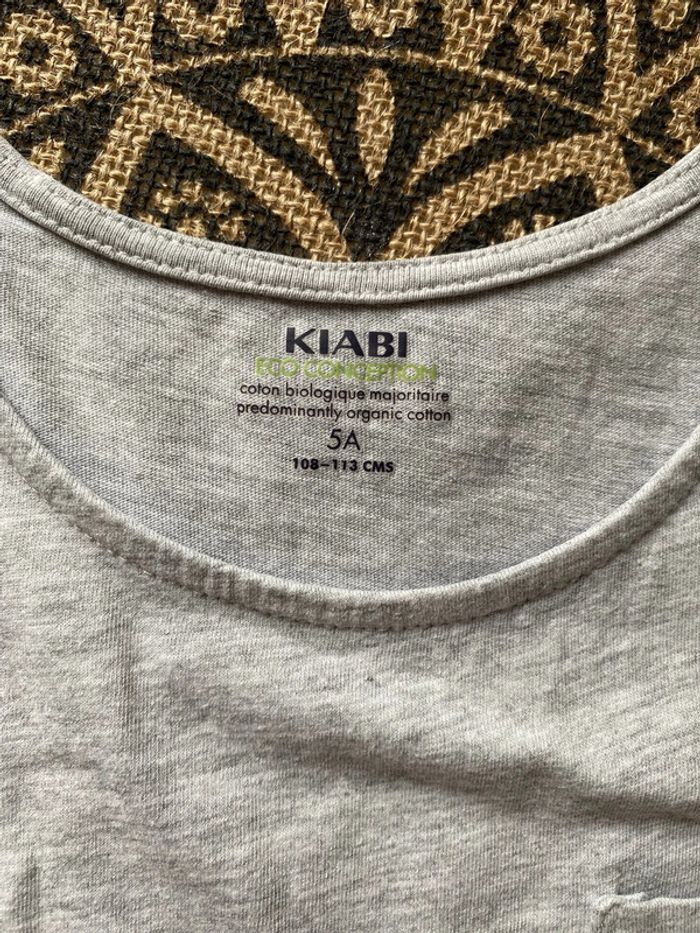 KIABI
ECO CONCEPTION
coton biologique majoritaire
predominantly organic cotton
5A
108-113 CMS